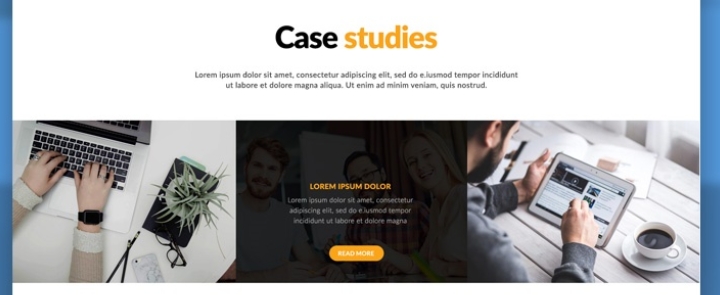 Case studies
Lorem ipsum dolor sit amet, consectetur adipiscing elit, sed do e.iusmod tempor incididunt
ut labore et dolore magna aliqua. Ut enim ad minim veniam, quis nostrud.
LOREM IPSUM DOLOR
Lorem ipsum dolor sit amet, consectetur
adipiscing elit, sed do eiusmod tempor
incididunt ut labore et dolore magna
READ MORE